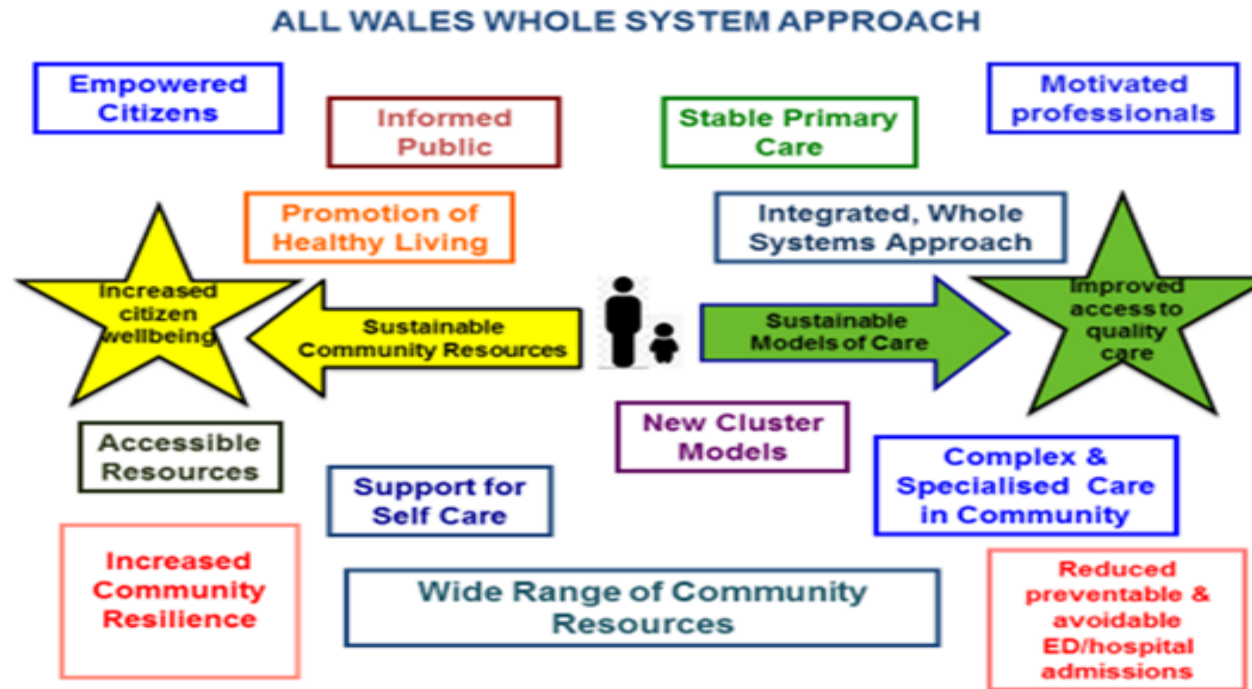 ALL WALES WHOLE SYSTEM APPROACH
Empowered
Citizens
Informed
Public
Stable Primary
Care
Motivated
professionals
Promotion of
Healthy Living
Integrated, Whole
Systems Approach
Increased
citizen
wellbeing
Sustainable
Community Resources
Sustainable
Models of Care
Improved
access to
quality
care
Accessible
Resources
Support for
Self Care
New Cluster
Models
Complex &
Specialised Care
in Community
Increased
Community
Resilience
Wide Range of Community
Resources
Reduced
preventable &
avoidable
ED/hospital
admissions